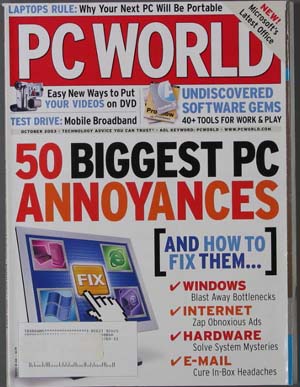 LAPTOPS RULE: Why Your Next PC Will Be Portable
NEW!
Microsoft's
Latest Office
PC WORLD
Easy New Ways to Put
YOUR VIDEOS on DVD
TEST DRIVE: Mobile Broadband
UNDISCOVERED
SOFTWARE GEMS
40+ TOOLS FOR WORK & PLAY
OCTOBER 2003 • TECHNOLOGY ADVICE YOU CAN TRUST® • AOL KEYWORD: PCWORLD • WWW.PCWORLD.COM
50 BIGGEST PC
ANNOYANCES
[AND HOW TO
FIX THEM...]
FIX
✓ WINDOWS
Blast Away Bottlenecks
✓ INTERNET
Zap Obnoxious Ads
✓ HARDWARE
Solve System Mysteries
✓ E-MAIL
Cure In-Box Headaches